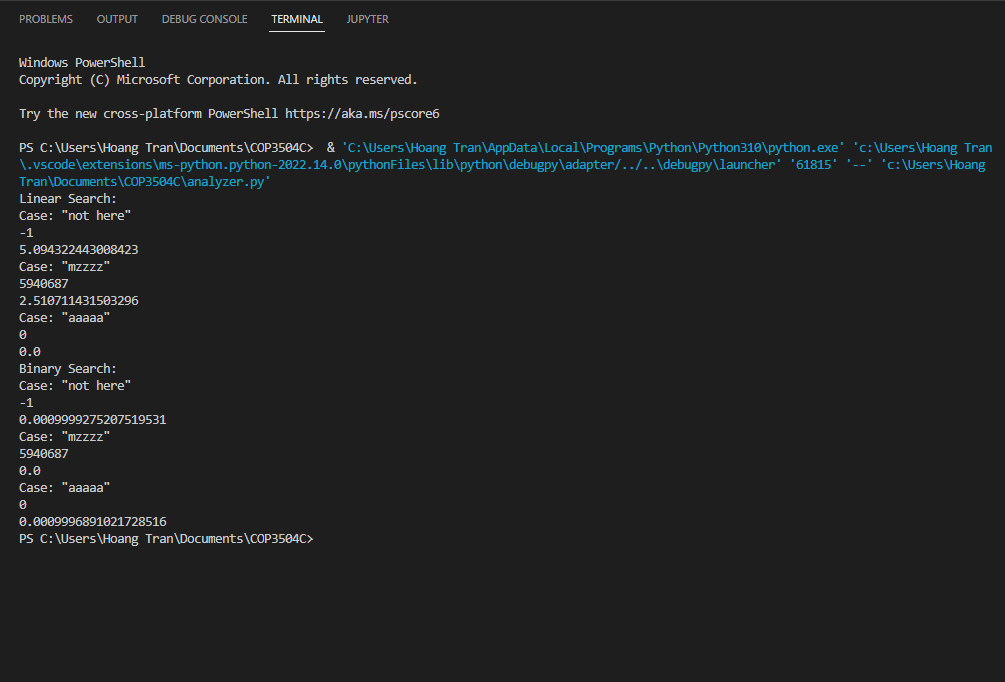 PROBLEMS OUTPUT DEBUG CONSOLE TERMINAL JUPYTER
Windows PowerShell
Copyright (C) Microsoft Corporation. All rights reserved.
Try the new cross-platform PowerShell https://aka.ms/pscore6
PS C:\Users\Hoang Tran\Documents\COP3504C>  & 'C:\Users\Hoang Tran\AppData\Local\Programs\Python\Python310\python.exe' 'c:\Users\Hoang Tran
\.vscode\extensions\ms-python.python-2022.14.0\pythonFiles\lib\python\debugpy\adapter/../..\debugpy\launcher' '61815' '--' 'c:\Users\Hoang
Tran\Documents\COP3504C\analyzer.py'
Linear Search:
Case: "not here"
-1
5.094322443008423
Case: "mzzzz"
5940687
2.510711431503296
Case: "aaaaa"
0
0.0
Binary Search:
Case: "not here"
-1
0.0009999275207519531
Case: "mzzzz"
5940687
0.0
Case: "aaaaa"
0
0.0009996891021728516
PS C:\Users\Hoang Tran\Documents\COP3504C>